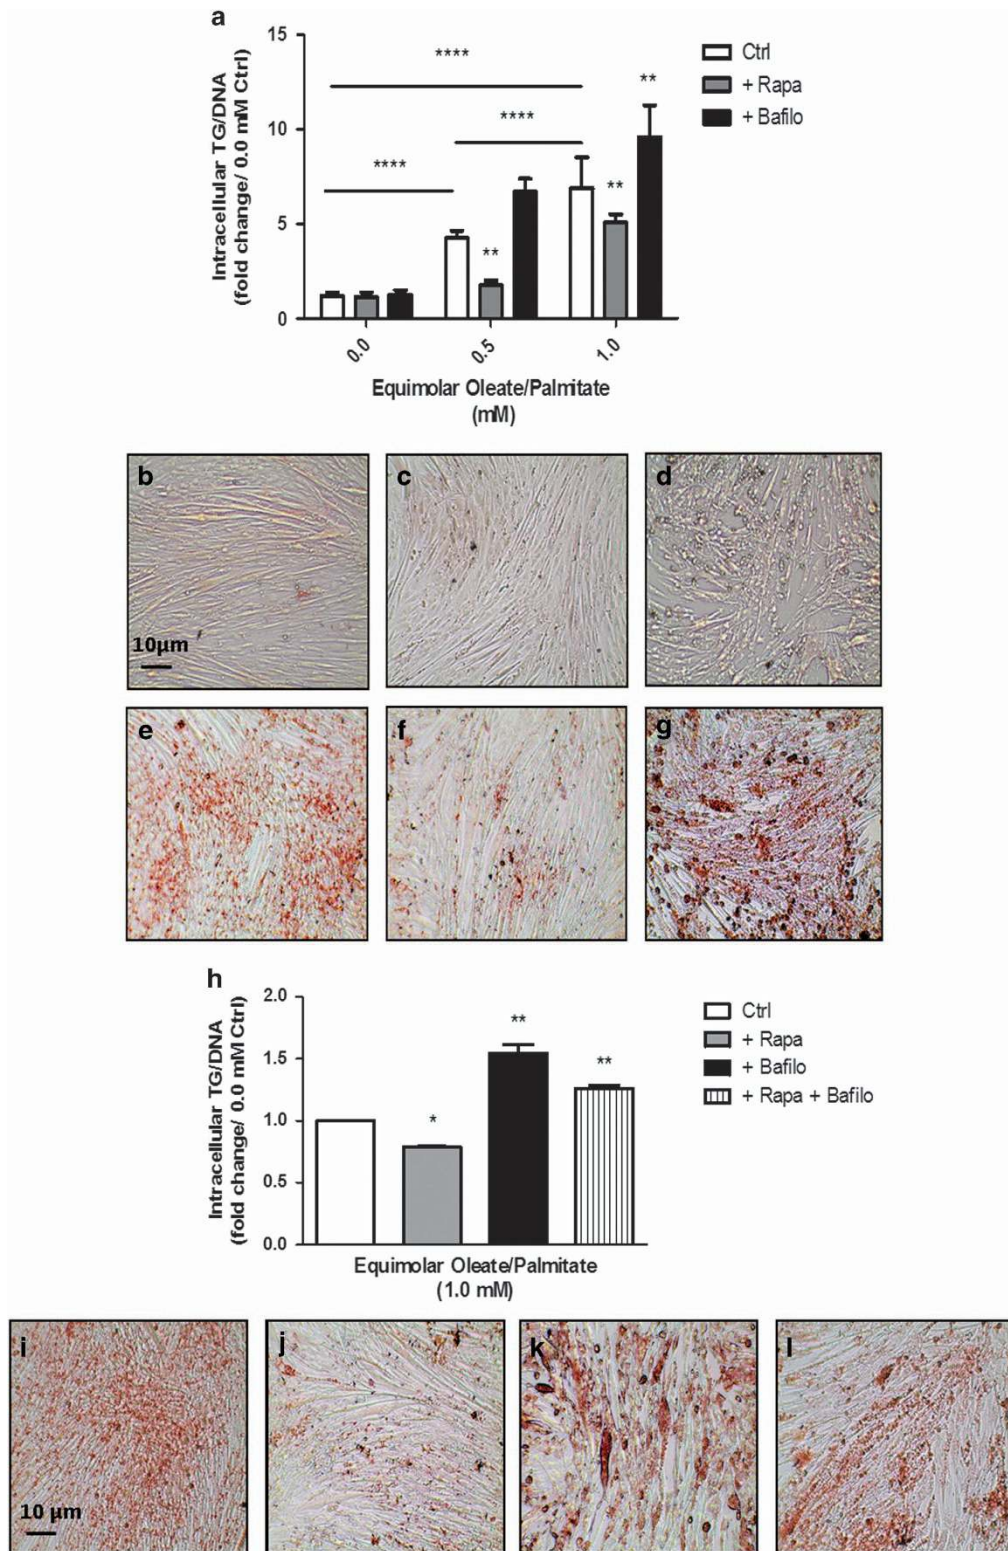 a
15
10
5
0
Intracellular TG/DNA
(fold change/ 0.0 mM Ctrl)
****
****
****
**
**
**
Ctrl
+ Rapa
+ Bafilo
0.0
0.5
1.0
Equimolar Oleate/Palmitate
(mM)
b
10µm
c
d
e
f
g
h
2.0
1.5
1.0
0.5
0.0
Intracellular TG/DNA
(fold change/ 0.0 mM Ctrl)
*
**
**
Ctrl
+ Rapa
+ Bafilo
+ Rapa + Bafilo
Equimolar Oleate/Palmitate
(1.0 mM)
i
10 µm
j
k
l